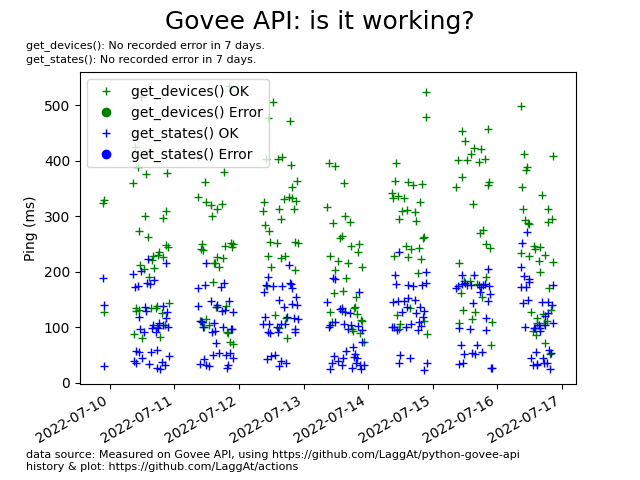 Govee API: is it working?
get_devices(): No recorded error in 7 days.
get_states(): No recorded error in 7 days.
get_devices() OK
get_devices() Error
get_states() OK
get_states() Error
Ping (ms)
500
400
300
200
100
0
2022-07-10
2022-07-11
2022-07-12
2022-07-13
2022-07-14
2022-07-15
2022-07-16
2022-07-17
data source: Measured on Govee API, using https://github.com/LaggAt/python-govee-api
history & plot: https://github.com/LaggAt/actions